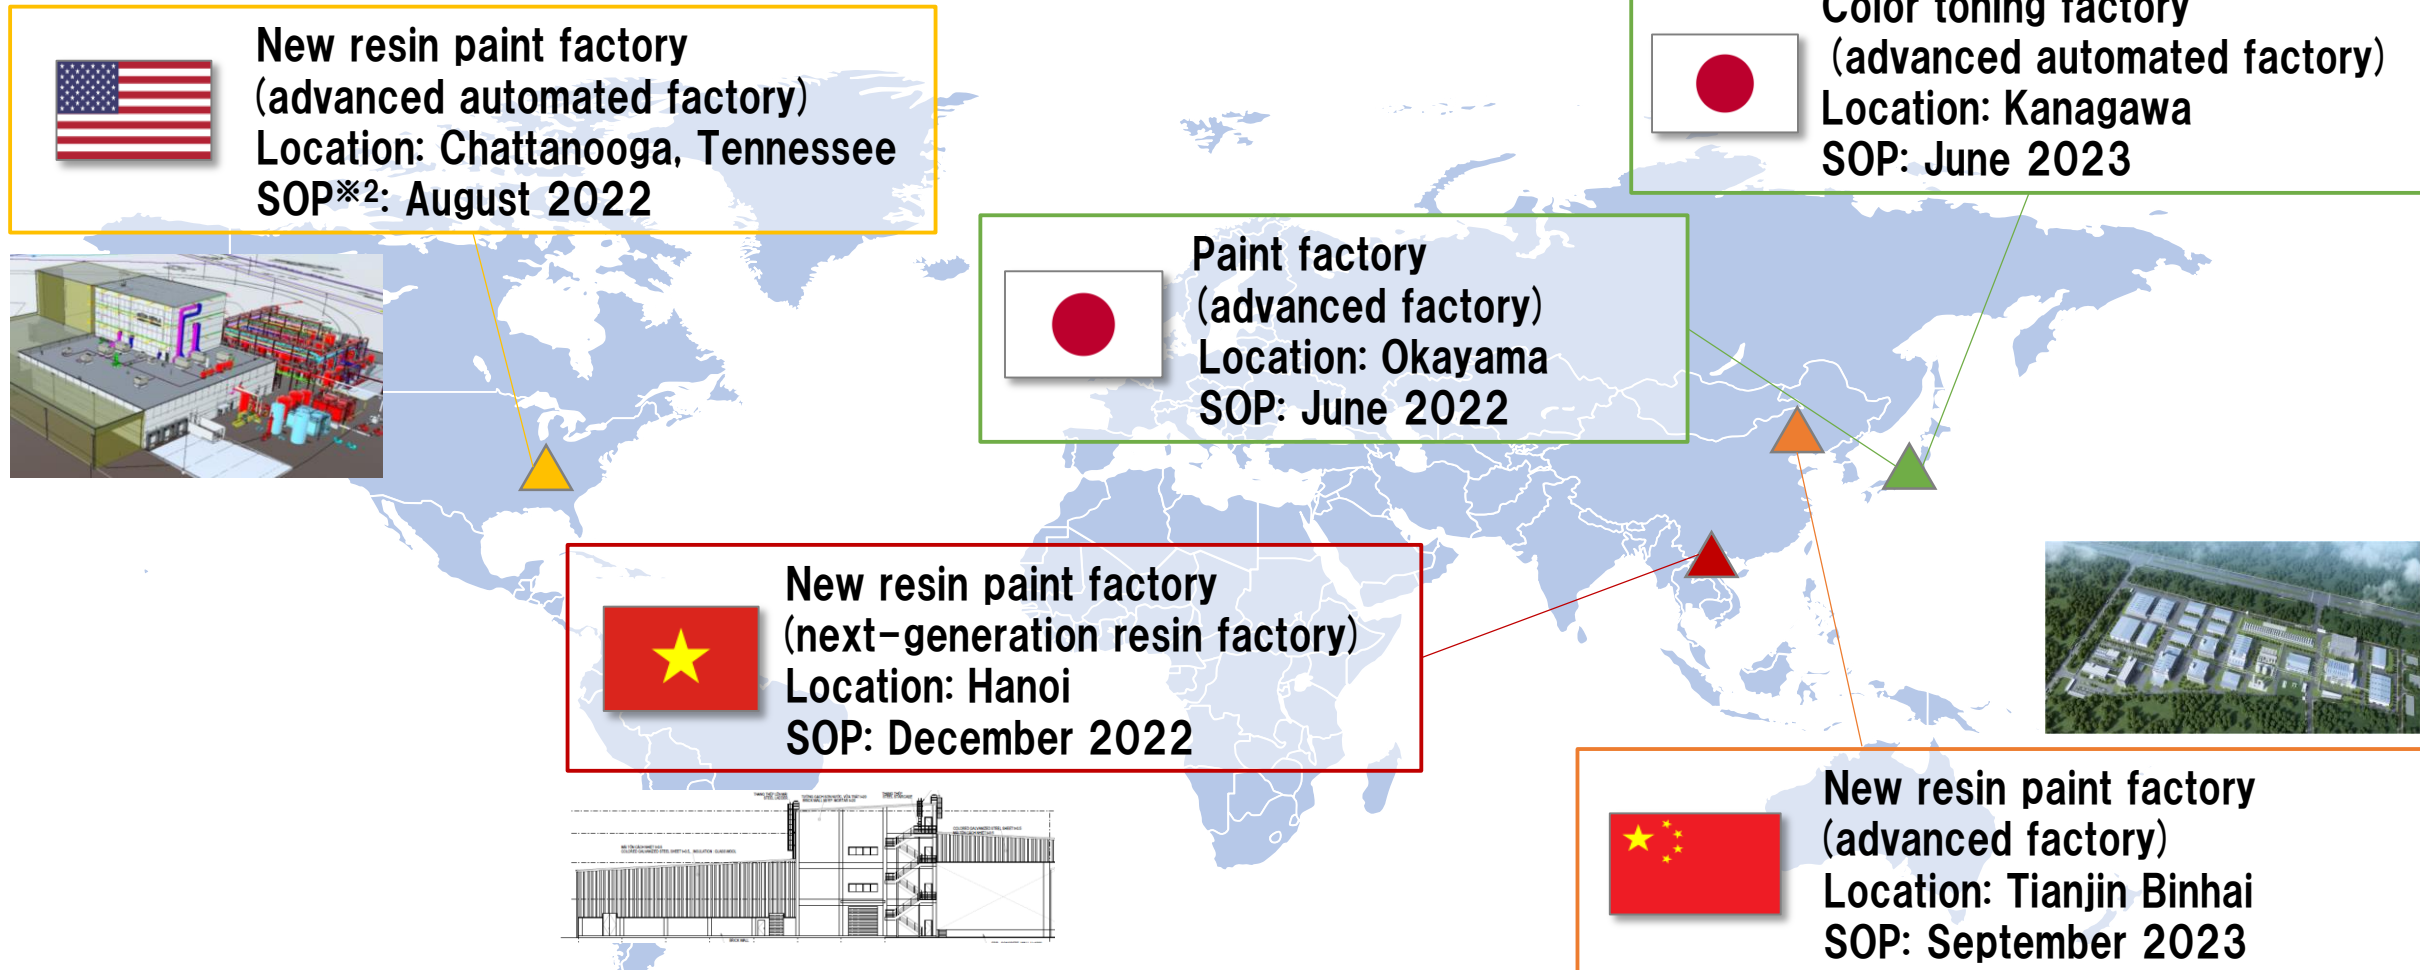 New resin paint factory
(advanced automated factory)
Location: Chattanooga, Tennessee
SOP※2: August 2022
Color toning factory
(advanced automated factory)
Location: Kanagawa
SOP: June 2023
Paint factory
(advanced factory)
Location: Okayama
SOP: June 2022
New resin paint factory
(next-generation resin factory)
Location: Hanoi
SOP: December 2022
New resin paint factory
(advanced factory)
Location: Tianjin Binhai
SOP: September 2023